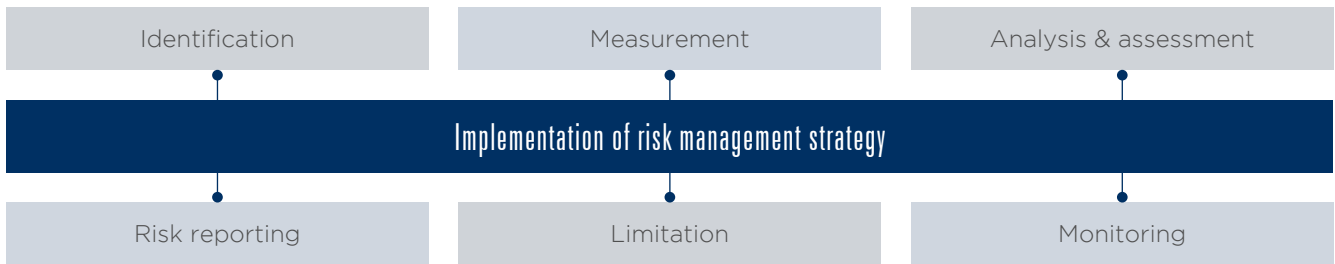 Identification
Measurement
Analysis & assessment
Implementation of risk management strategy
Risk reporting
Limitation
Monitoring